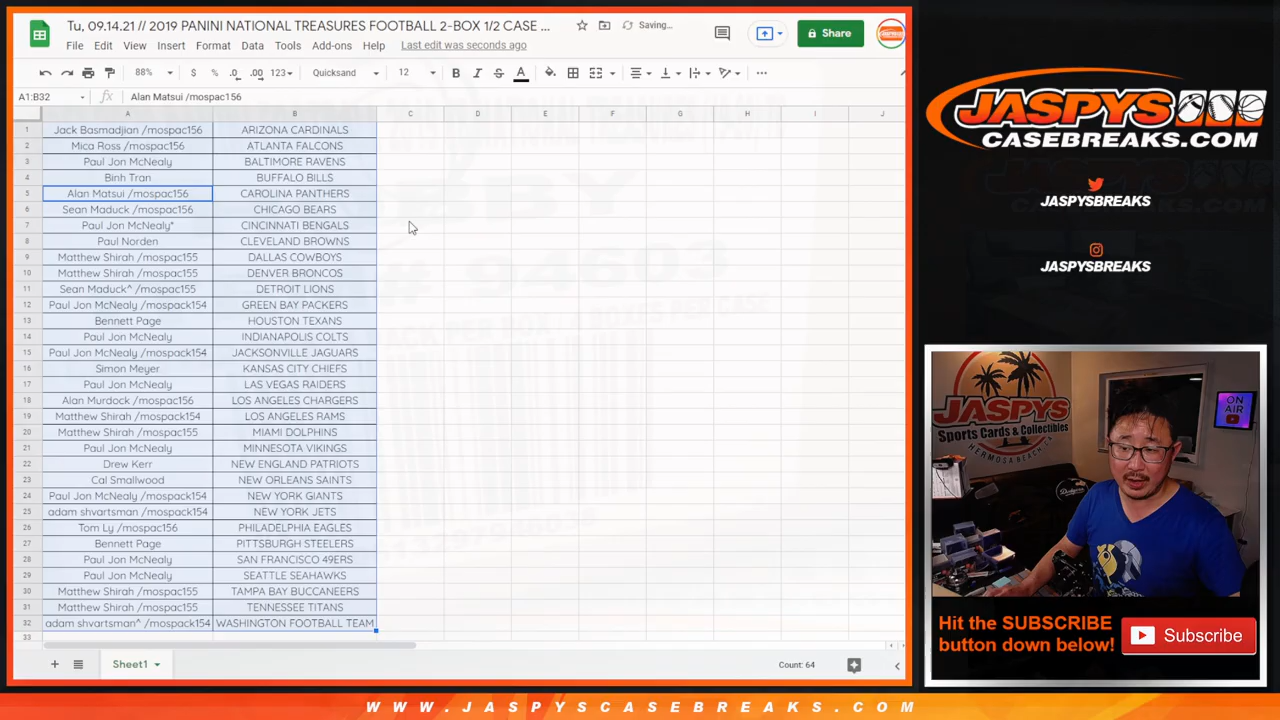 Tu, 09.14.21 // 2019 PANINI NATIONAL TREASURES FOOTBALL 2-BOX 1/2 CASE ...
Saving...
File Edit View Insert Format Data Tools Add-ons Help Last edit was seconds ago
Share
JASPYS
88% $ % .0 .00 123 Quicksand 12 B I S A
A1:B32 fx Alan Matsui /mospac156
A B C D E F G H I J
1 Jack Basmadjian /mospac156 ARIZONA CARDINALS
2 Mica Ross /mospac156 ATLANTA FALCONS
3 Paul Jon McNealy BALTIMORE RAVENS
4 Binh Tran BUFFALO BILLS
5 Alan Matsui /mospac156 CAROLINA PANTHERS
6 Sean Maduck /mospac156 CHICAGO BEARS
7 Paul Jon McNealy* CINCINNATI BENGALS
8 Paul Norden CLEVELAND BROWNS
9 Matthew Shirah /mospac155 DALLAS COWBOYS
10 Matthew Shirah /mospac155 DENVER BRONCOS
11 Sean Maduck^ /mospac155 DETROIT LIONS
12 Paul Jon McNealy /mospack154 GREEN BAY PACKERS
13 Bennett Page HOUSTON TEXANS
14 Paul Jon McNealy INDIANAPOLIS COLTS
15 Paul Jon McNealy /mospack154 JACKSONVILLE JAGUARS
16 Simon Meyer KANSAS CITY CHIEFS
17 Paul Jon McNealy LAS VEGAS RAIDERS
18 Alan Murdock /mospac156 LOS ANGELES CHARGERS
19 Matthew Shirah /mospack154 LOS ANGELES RAMS
20 Matthew Shirah /mospac155 MIAMI DOLPHINS
21 Paul Jon McNealy MINNESOTA VIKINGS
22 Drew Kerr NEW ENGLAND PATRIOTS
23 Cal Smallwood NEW ORLEANS SAINTS
24 Paul Jon McNealy /mospack154 NEW YORK GIANTS
25 adam shvartsman /mospack154 NEW YORK JETS
26 Tom Ly /mospac156 PHILADELPHIA EAGLES
27 Bennett Page PITTSBURGH STEELERS
28 Paul Jon McNealy SAN FRANCISCO 49ERS
29 Paul Jon McNealy SEATTLE SEAHAWKS
30 Matthew Shirah /mospac155 TAMPA BAY BUCCANEERS
31 Matthew Shirah /mospac155 TENNESSEE TITANS
32 adam shvartsman^ /mospack154 WASHINGTON FOOTBALL TEAM
33
# 94603
Sheet1
Count: 64
JASPYS
CASEBREAKS.COM
JASPYSBREAKS
JASPYSBREAKS
JASPYS
Sports Cards & Collectibles
HERMOSA BEACH
ON
AIR
Hit the SUBSCRIBE
button down below!
Subscribe
WWW.JASPYSCASEBREAKS.COM